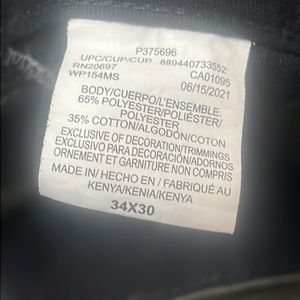 P375696
UPC/CUP/CUP 889440733552
RN20697 CA01095
WP154MS 06/15/2021
BODY/CUERPO/L'ENSEMBLE,
65% POLYESTER/POLIÉSTER/
POLYESTER
35% COTTON/ALGODÓN/COTON
EXCLUSIVE OF DECORATION/TRIMMINGS
EXCLUSIVO PARA DECORACIÓN/ADORNOS
ORNEMENT ET GARNITURE NON COMPRIS
MADE IN/ HECHO EN / FABRIQUÉ AU
KENYA/KENIA/KENYA
34X30